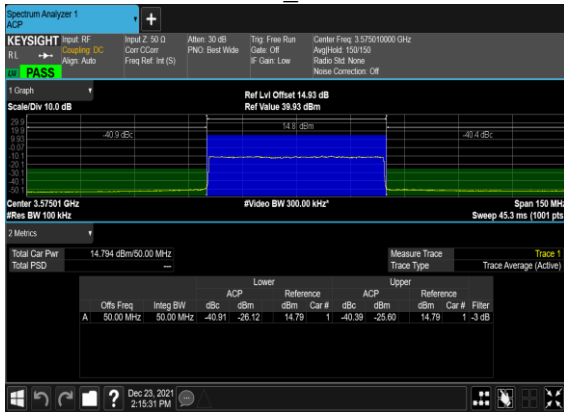 Spectrum Analyzer 1
ACP
+
KEYSIGHT Input: RF Input Z: 50 Ω Atten: 30 dB Trig: Free Run Center Freq: 3.575010000 GHz
RL Coupling: DC Corr CCorr PNO: Best Wide Gate: Off Avg|Hold: 150/150
Align: Auto Freq Ref: Int (S) IF Gain: Low Radio Std: None
PASS Noise Correction: Off
1 Graph Ref Lvl Offset 14.93 dB
Scale/Div 10.0 dB Ref Value 39.93 dBm
29.9
19.9 14.8 dBm
9.93 -40.9 dBc -40.4 dBc
-0.07
-10.1
-20.1
-30.1
-40.1
-50.1
Center 3.57501 GHz #Video BW 300.00 kHz* Span 150 MHz
#Res BW 100 kHz Sweep 45.3 ms (1001 pts
2 Metrics
Total Car Pwr 14.794 dBm/50.00 MHz Measure Trace Trace 1
Total PSD --- Trace Type Trace Average (Active)
Lower Upper
ACP Reference ACP Reference
Offs Freq Integ BW dBc dBm dBm Car # dBc dBm dBm Car # Filter
A 50.00 MHz 50.00 MHz -40.91 -26.12 14.79 1 -40.39 -25.60 14.79 1 -3 dB
? Dec 23, 2021
2:15:31 PM